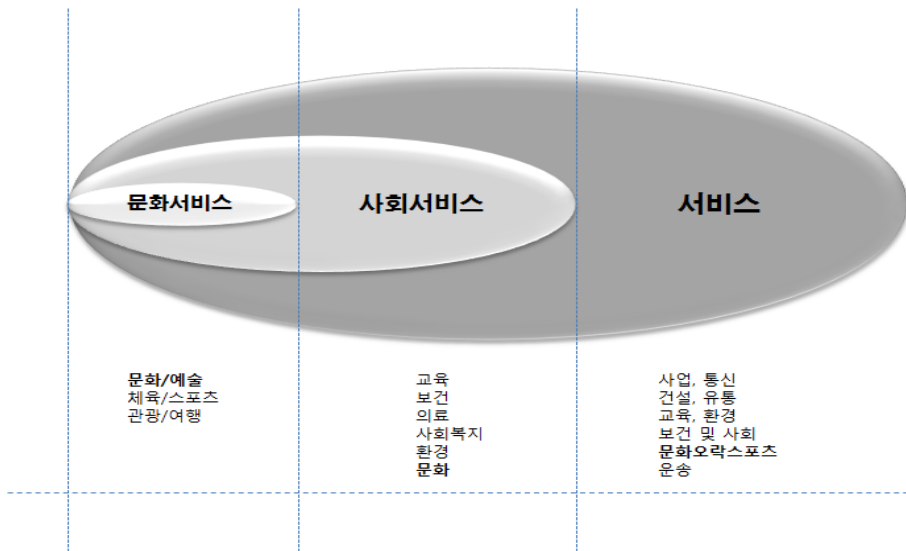 문화서비스
사회서비스
서비스
문화/예술
체육/스포츠
관광/여행
교육
보건
의료
사회복지
환경
문화
사업, 통신
건설, 유통
교육, 환경
보건 및 사회
문화오락스포츠
운송